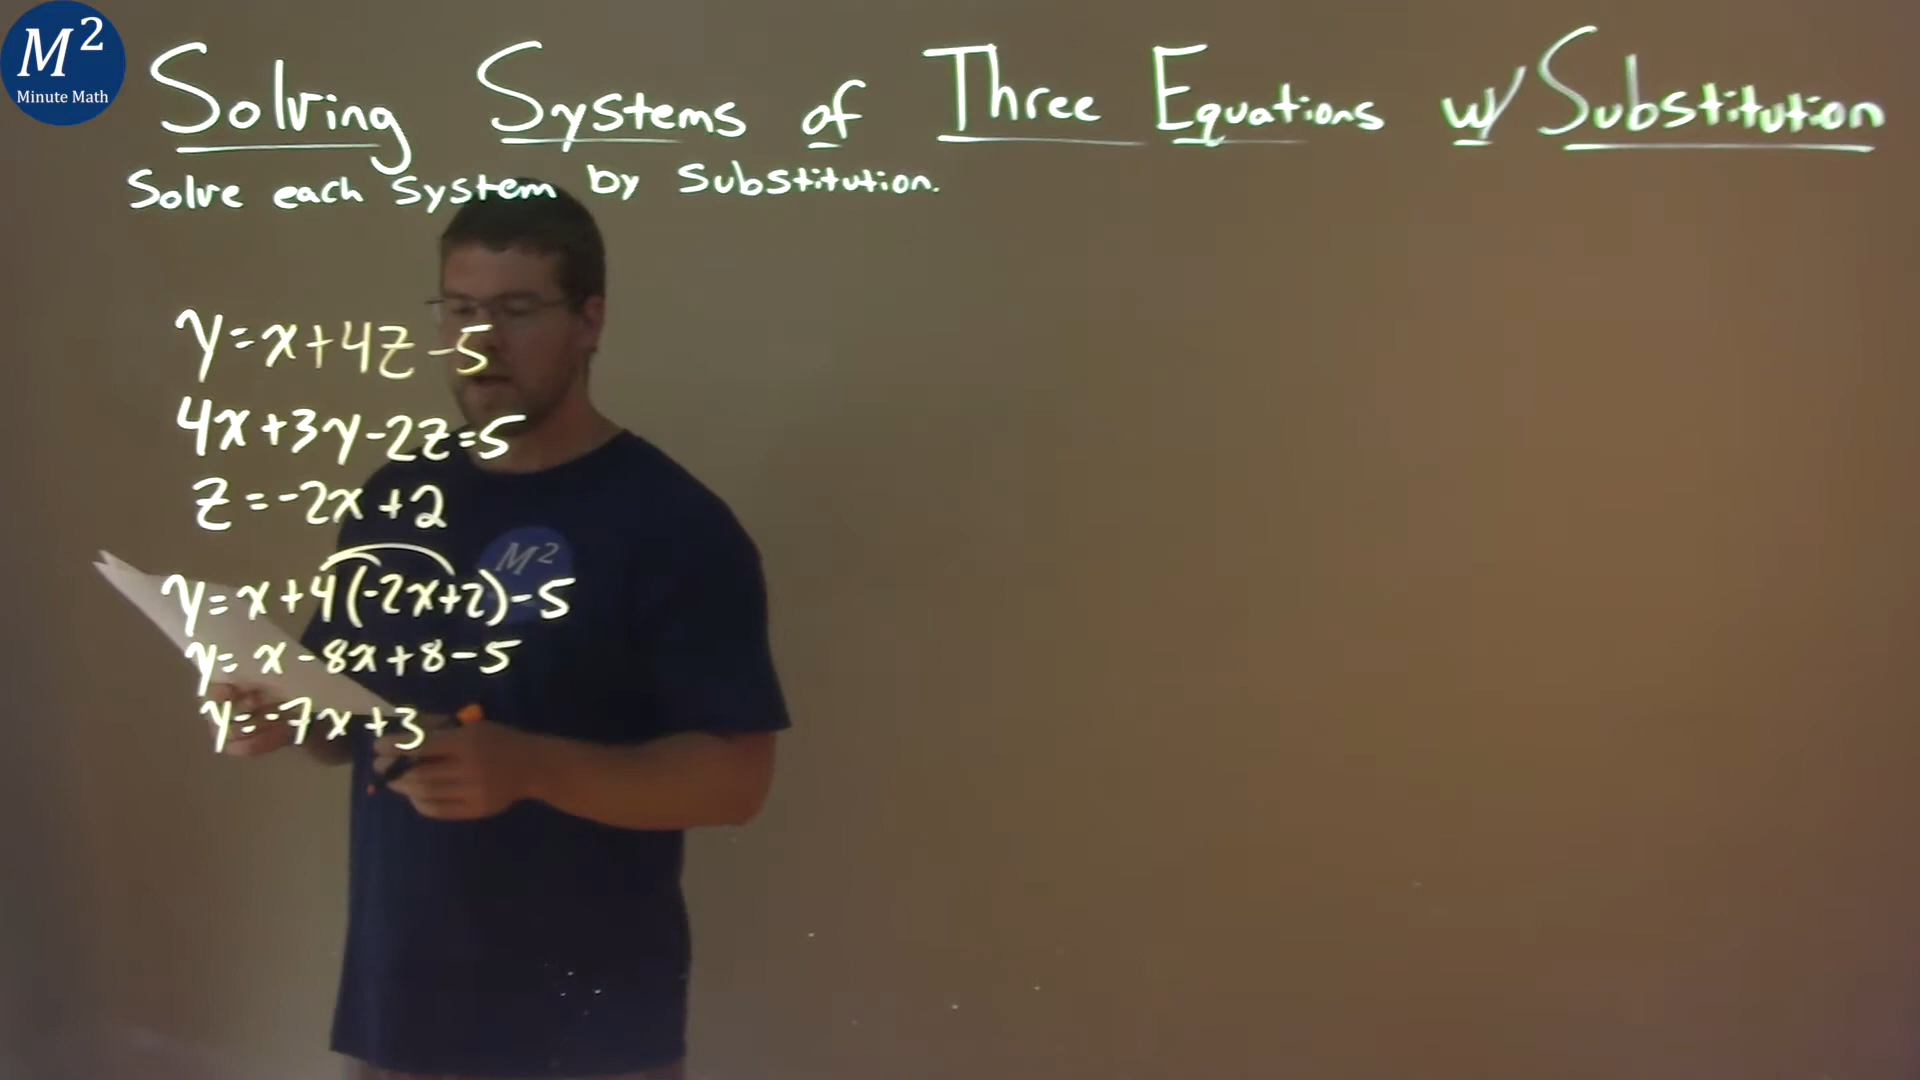 M²
Minute Math
Solving Systems of Three Equations w/ Substitution
Solve each system by Substitution.
y=x+4z-5
4x+3y-2z=5
z=-2x+2
M²
y=x+4(-2x+2)-5
y=x-8x+8-5
y=-7x+3